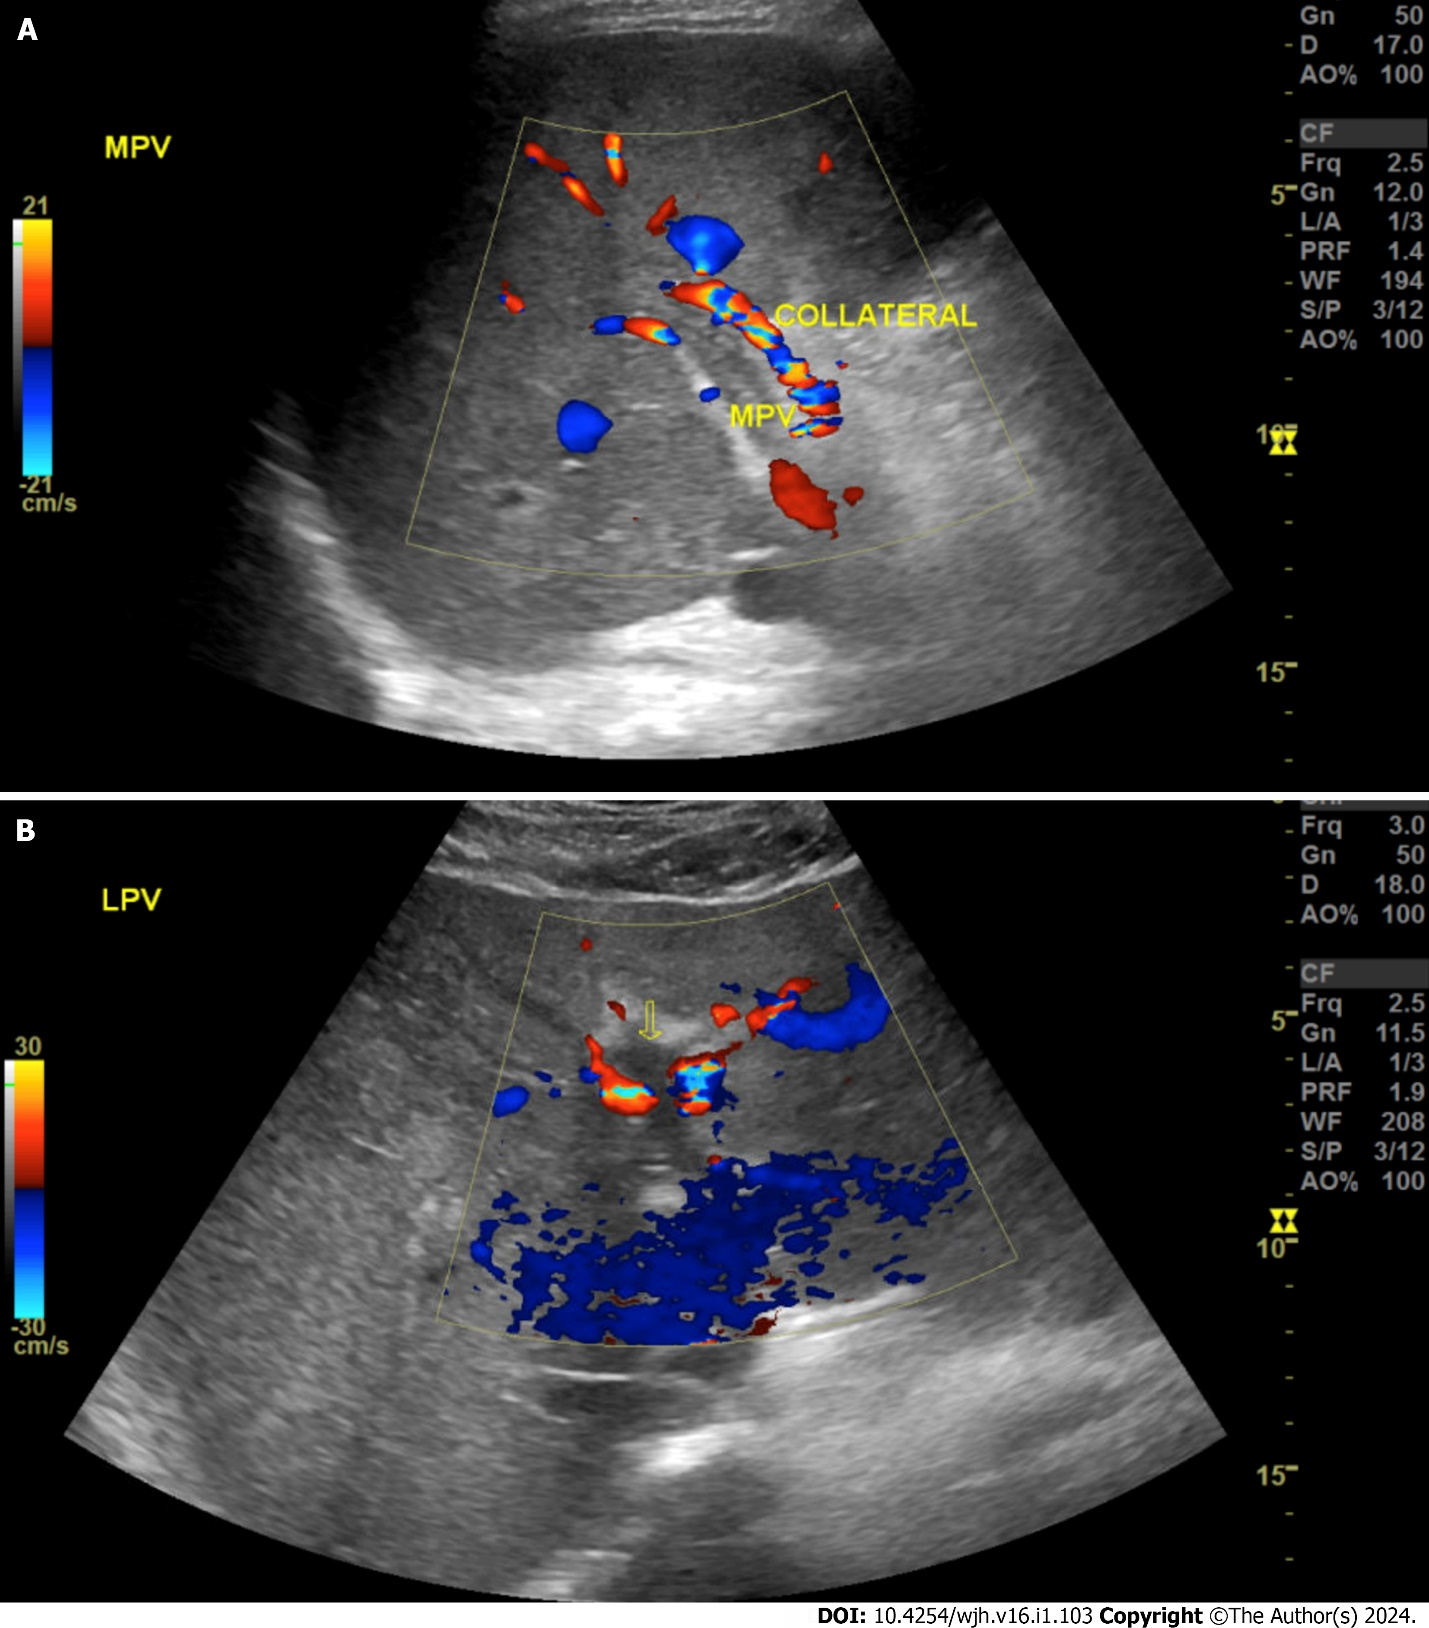 A
MPV
21
-21
cm/s
COLLATERAL
MPV
Gn 50
D 17.0
AO% 100
CF
Frq 2.5
Gn 12.0
L/A 1/3
PRF 1.4
WF 194
S/P 3/12
AO% 100
5
10
15
B
LPV
30
-30
cm/s
Frq 3.0
Gn 50
D 18.0
AO% 100
CF
Frq 2.5
Gn 11.5
L/A 1/3
PRF 1.9
WF 208
S/P 3/12
AO% 100
5
10
15
DOI: 10.4254/wjh.v16.i1.103 Copyright ©The Author(s) 2024.